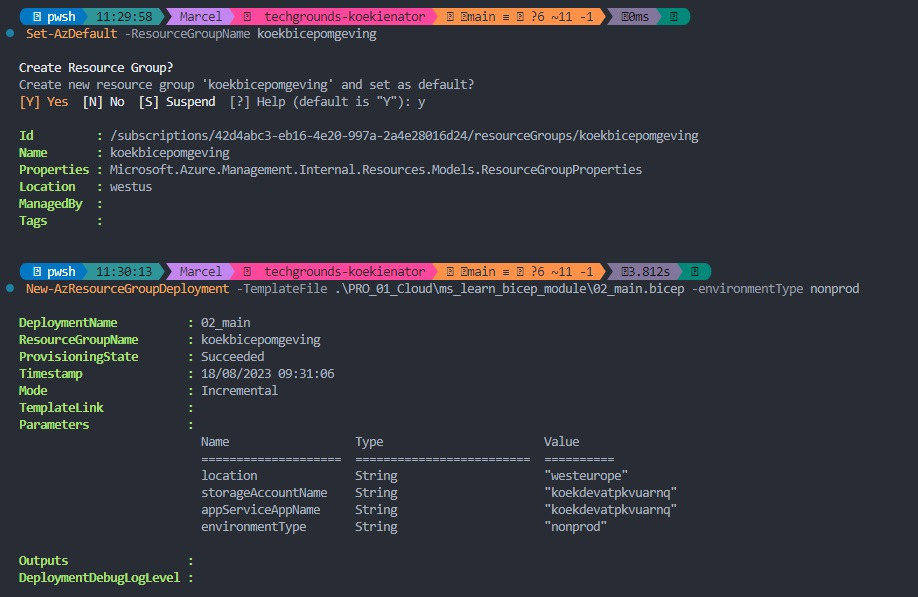 pwsh 11:29:58 Marcel techgrounds-koekienator main ≡ ?6 ~11 -1 0ms
Set-AzDefault -ResourceGroupName koekbicepomgeving
Create Resource Group?
Create new resource group 'koekbicepomgeving' and set as default?
[Y] Yes [N] No [S] Suspend [?] Help (default is "Y"): y
Id : /subscriptions/42d4abc3-eb16-4e20-997a-2a4e28016d24/resourceGroups/koekbicepomgeving
Name : koekbicepomgeving
Properties : Microsoft.Azure.Management.Internal.Resources.Models.ResourceGroupProperties
Location : westus
ManagedBy :
Tags :
pwsh 11:30:13 Marcel techgrounds-koekienator main ≡ ?6 ~11 -1 3.812s
New-AzResourceGroupDeployment -TemplateFile .\PRO_01_Cloud\ms_learn_bicep_module\02_main.bicep -environmentType nonprod
DeploymentName : 02_main
ResourceGroupName : koekbicepomgeving
ProvisioningState : Succeeded
Timestamp : 18/08/2023 09:31:06
Mode : Incremental
TemplateLink :
Parameters :
Name Type Value
==================== ========================= ==========
location String "westeurope"
storageAccountName String "koekdevatpkvuarnq"
appServiceAppName String "koekdevatpkvuarnq"
environmentType String "nonprod"
Outputs :
DeploymentDebugLogLevel :